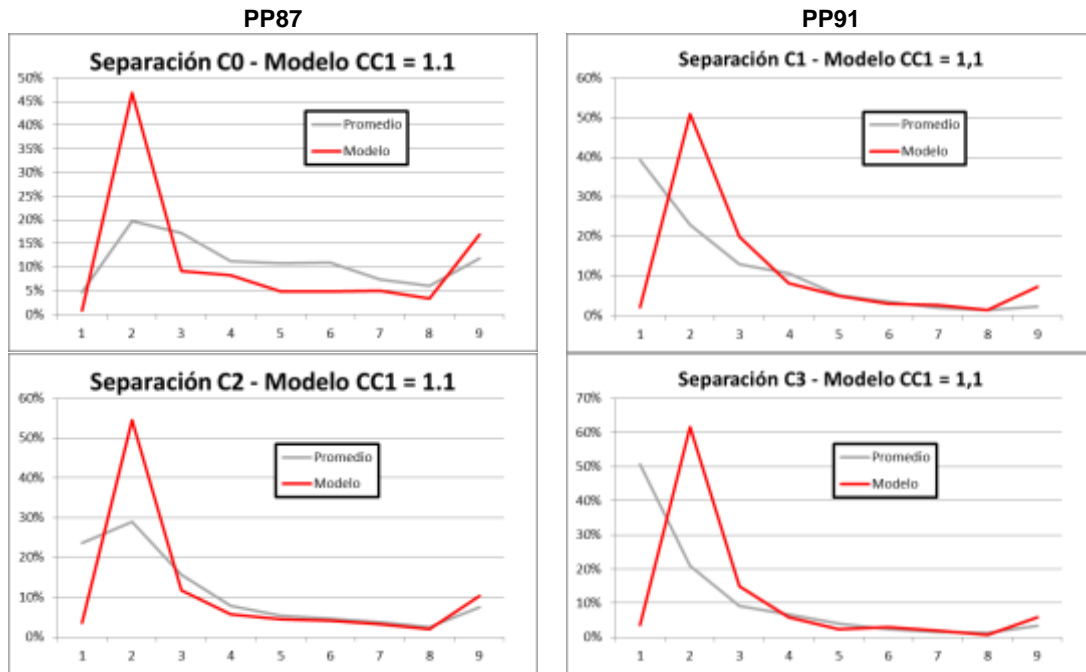 PP87 PP91
Separación C0 - Modelo CC1 = 1.1
50%
45%
40%
35%
30%
25%
20%
15%
10%
5%
0%
Promedio
Modelo
1 2 3 4 5 6 7 8 9
Separación C1 - Modelo CC1 = 1,1
60%
50%
40%
30%
20%
10%
0%
Promedio
Modelo
1 2 3 4 5 6 7 8 9
Separación C2 - Modelo CC1 = 1.1
60%
50%
40%
30%
20%
10%
0%
Promedio
Modelo
1 2 3 4 5 6 7 8 9
Separación C3 - Modelo CC1 = 1,1
70%
60%
50%
40%
30%
20%
10%
0%
Promedio
Modelo
1 2 3 4 5 6 7 8 9